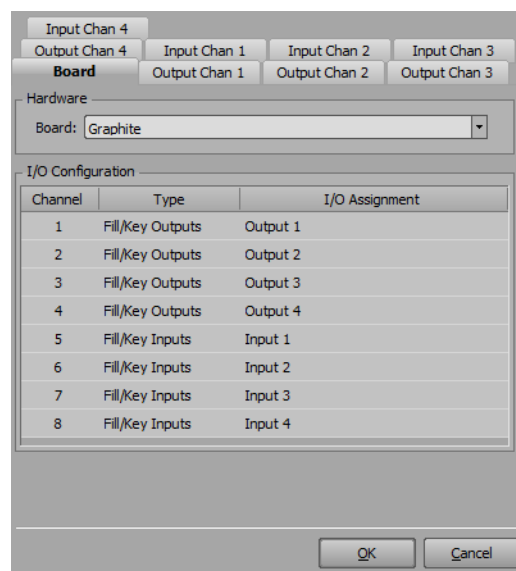 Input Chan 4
Output Chan 4 Input Chan 1 Input Chan 2 Input Chan 3
Board Output Chan 1 Output Chan 2 Output Chan 3
Hardware
Board: Graphite
I/O Configuration
Channel Type I/O Assignment
1 Fill/Key Outputs Output 1
2 Fill/Key Outputs Output 2
3 Fill/Key Outputs Output 3
4 Fill/Key Outputs Output 4
5 Fill/Key Inputs Input 1
6 Fill/Key Inputs Input 2
7 Fill/Key Inputs Input 3
8 Fill/Key Inputs Input 4
OK Cancel